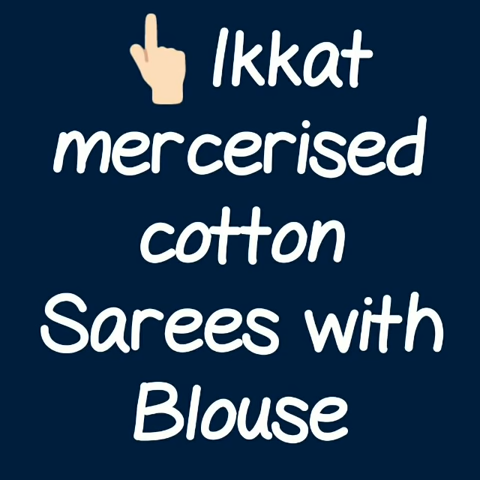 👆🏻 Ikkat
mercerised
cotton
Sarees with
Blouse